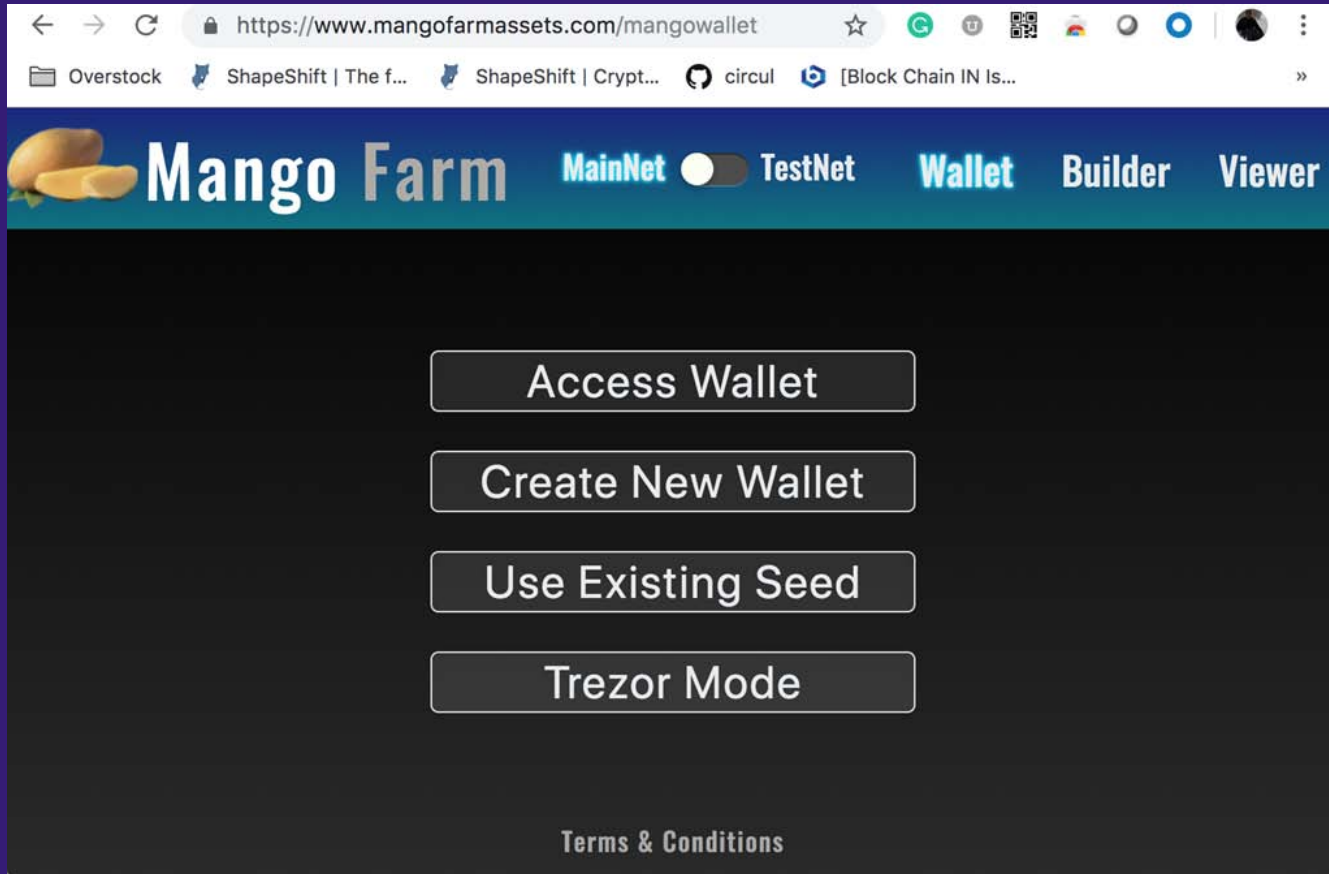 https://www.mangofarmassets.com/mangowallet
Overstock ShapeShift | The f... ShapeShift | Crypt... circul [Block Chain IN Is... »
Mango Farm MainNet TestNet Wallet Builder Viewer
Access Wallet
Create New Wallet
Use Existing Seed
Trezor Mode
Terms & Conditions